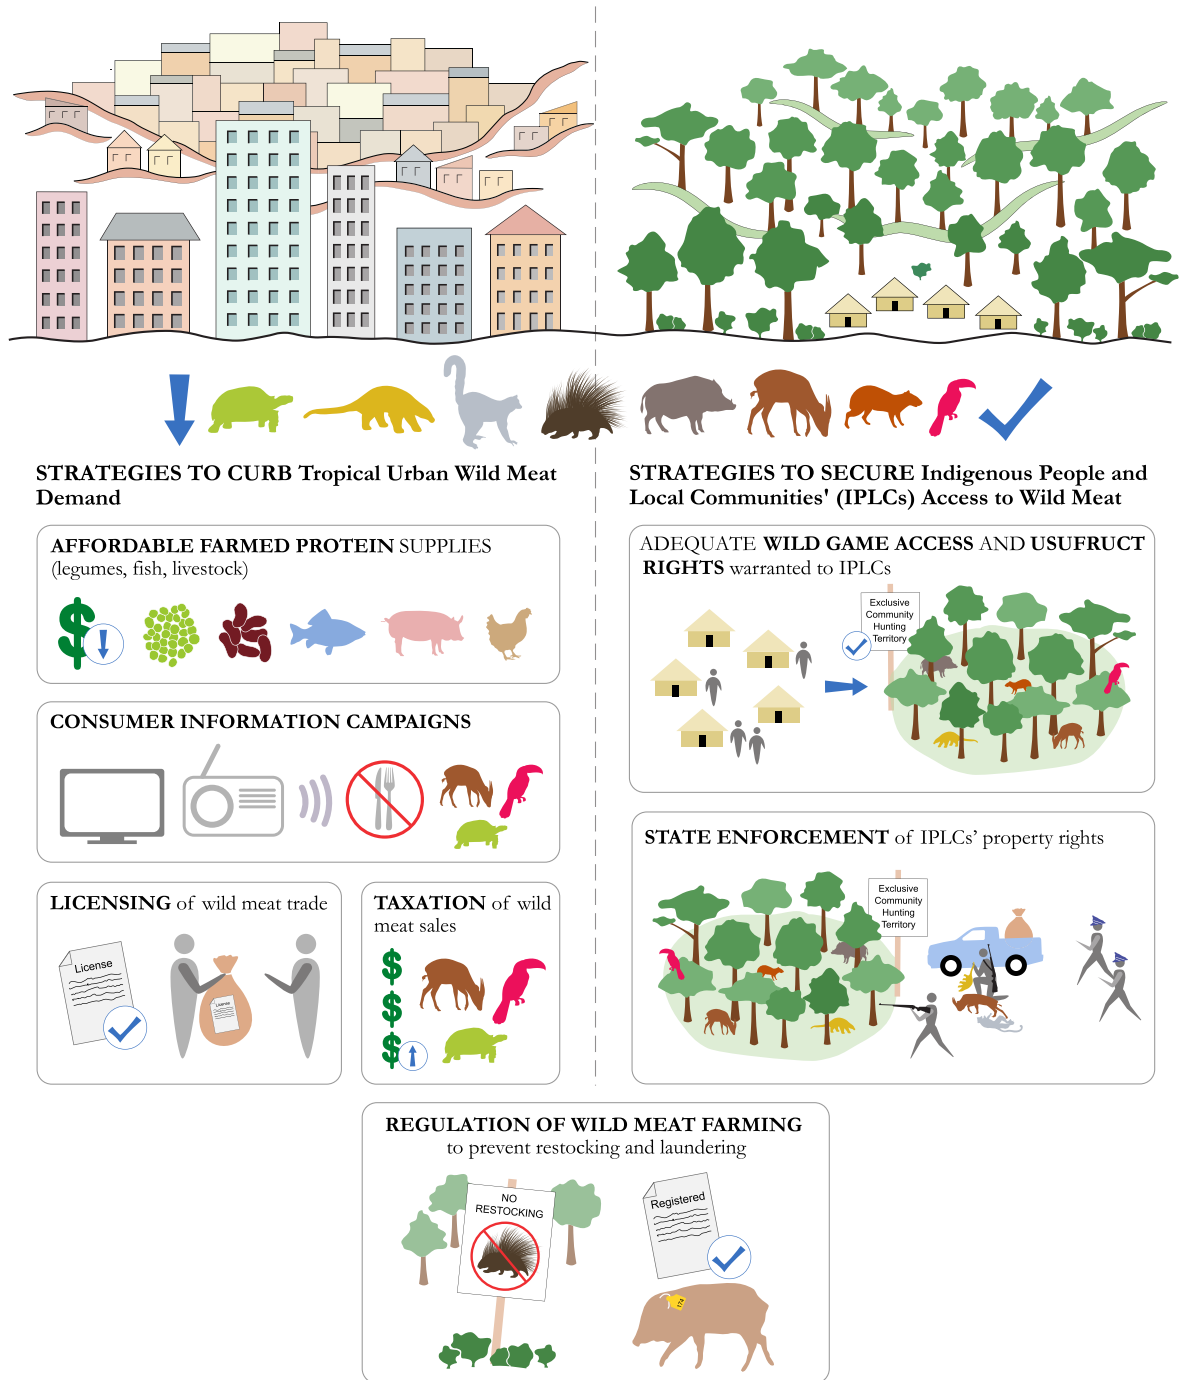 STRATEGIES TO CURB Tropical Urban Wild Meat
Demand
AFFORDABLE FARMED PROTEIN SUPPLIES
(legumes, fish, livestock)
CONSUMER INFORMATION CAMPAIGNS
LICENSING of wild meat trade
License
License
TAXATION of wild
meat sales
STRATEGIES TO SECURE Indigenous People and
Local Communities' (IPLCs) Access to Wild Meat
ADEQUATE WILD GAME ACCESS AND USUFRUCT
RIGHTS warranted to IPLCs
Exclusive
Community
Hunting
Territory
STATE ENFORCEMENT of IPLCs’ property rights
Exclusive
Community
Hunting
Territory
REGULATION OF WILD MEAT FARMING
to prevent restocking and laundering
NO
RESTOCKING
Registered